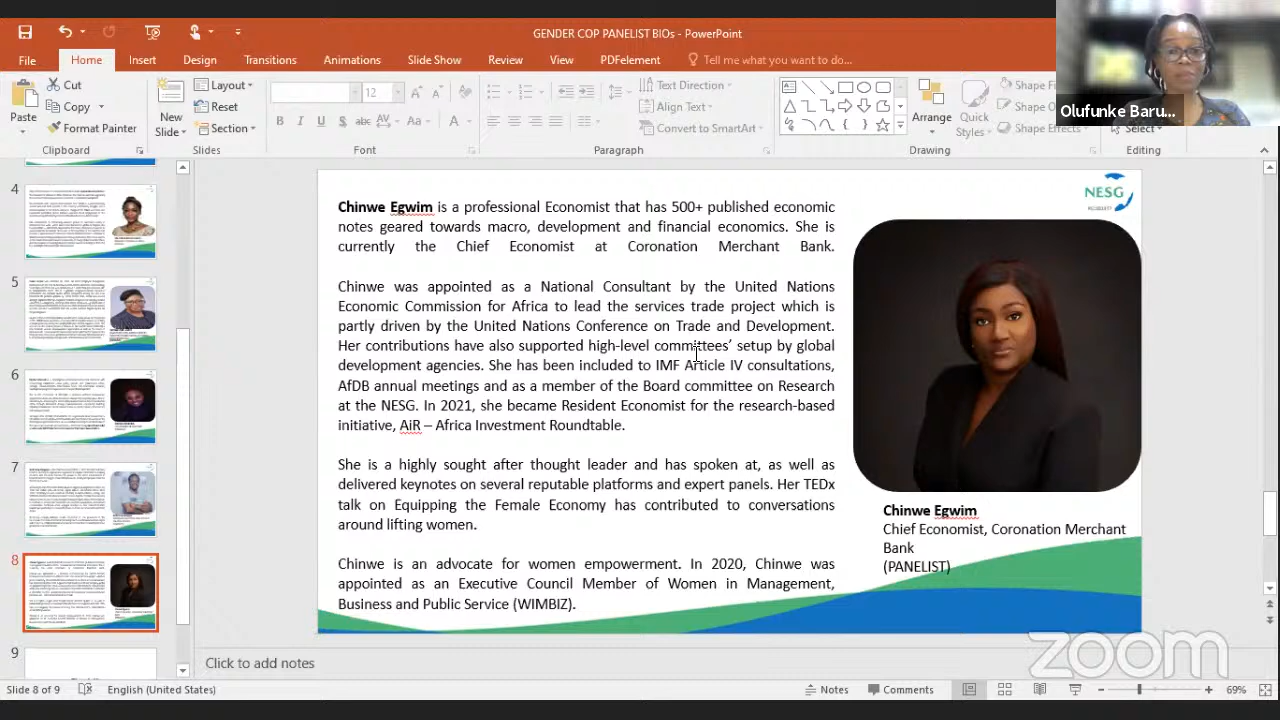 GENDER COP PANELIST BIOs - PowerPoint
File Home Insert Design Transitions Animations Slide Show Review View PDFelement Tell me what you want to do...
Cut
Copy
Format Painter
Paste
Clipboard
New Slide
Layout
Reset
Section
Slides
12
B I U S abc AV Aa A
Font
Text Direction
Align Text
Convert to SmartArt
Paragraph
Arrange
Quick Styles
Shape Fi
Shape O
Shape Effects
Drawing
Select
Editing
Olufunke Baru...
4
5
6
7
8
9
NESG
Chinwe Egwim is a professional Economist that has 500+ published economic
notes geared towards macro, development and financial economics. She is
currently the Chief Economist at Coronation Merchant Bank.
Chinwe was appointed as a National Consultant by the United Nations
Economic Commission for Africa to lead the services trade project which is
partly driven by the United Nations Conference on Trade and Development.
Her contributions have also supported high-level committees' setup by global
development agencies. She has been included to IMF Article IV consultations,
AfDB annual meetings and as a member of the Board committee on Research
at the NESG. In 2021, she became Resident Economist for the
initiative, AiR – Africa Investment Roundtable.
She is a highly sought-after thought leader and has spoken at as well as
delivered keynotes on several reputable platforms and expert panels. Her TEDx
talk on Equipping the Female Economy has contributed to conversations
around lifting women.
Chinwe is an advocate for women empowerment. In 2020, Chinwe was
appointed as an Executive Council Member of Women in Management,
Business and Public Service (WIMBIZ).
Chinwe Egwim
Chief Economist, Coronation Merchant
Bank
(PANELIST)
Click to add notes
zoom
Slide 8 of 9 English (United States) Notes Comments 69%